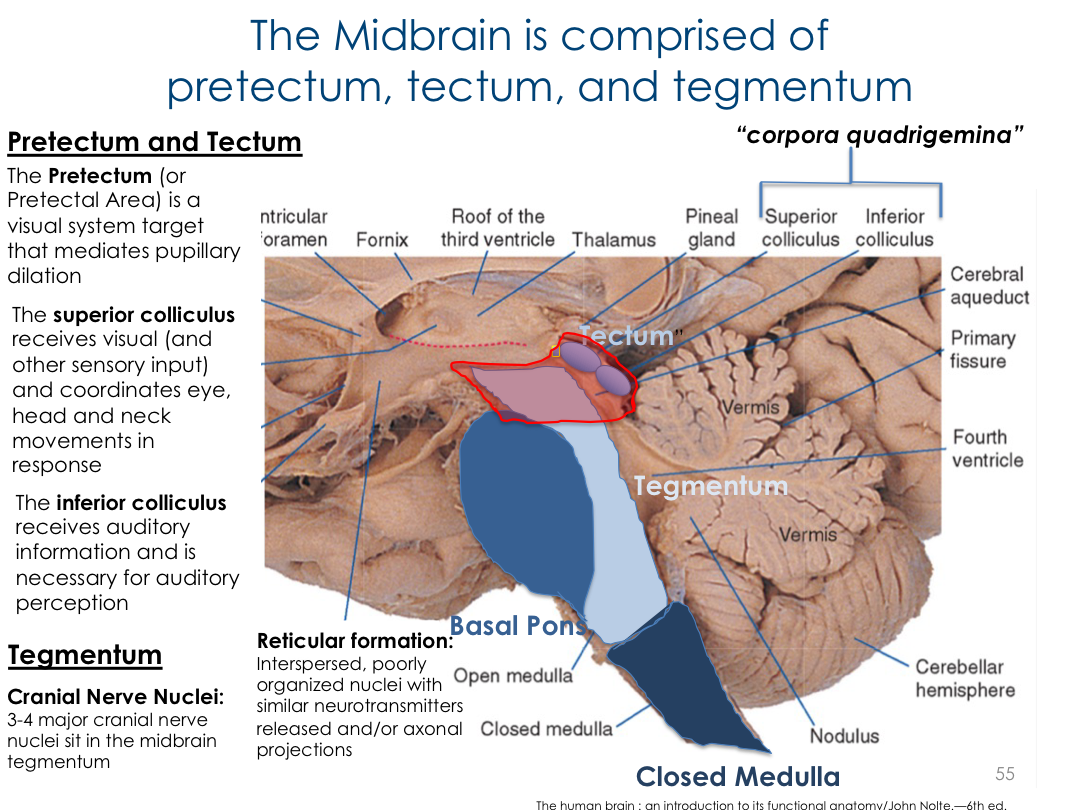 The Midbrain is comprised of
pretectum, tectum, and tegmentum
Pretectum and Tectum
The Pretectum (or
Pretectal Area) is a
visual system target
that mediates pupillary
dilation
The superior colliculus
receives visual (and
other sensory input)
and coordinates eye,
head and neck
movements in
response
The inferior colliculus
receives auditory
information and is
necessary for auditory
perception
Tegmentum
Cranial Nerve Nuclei:
3-4 major cranial nerve
nuclei sit in the midbrain
tegmentum
Reticular formation:
Interspersed, poorly
organized nuclei with
similar neurotransmitters
released and/or axonal
projections
“corpora quadrigemina”
ntricular
foramen
Fornix
Roof of the
third ventricle
Thalamus
Pineal
gland
Superior
colliculus
Inferior
colliculus
Cerebral
aqueduct
Primary
fissure
Fourth
ventricle
Tectum”
Vermis
Tegmentum
Vermis
Basal Pons
Open medulla
Closed medulla
Cerebellar
hemisphere
Nodulus
Closed Medulla
55
The human brain : an introduction to its functional anatomy/John Nolte.—6th ed.